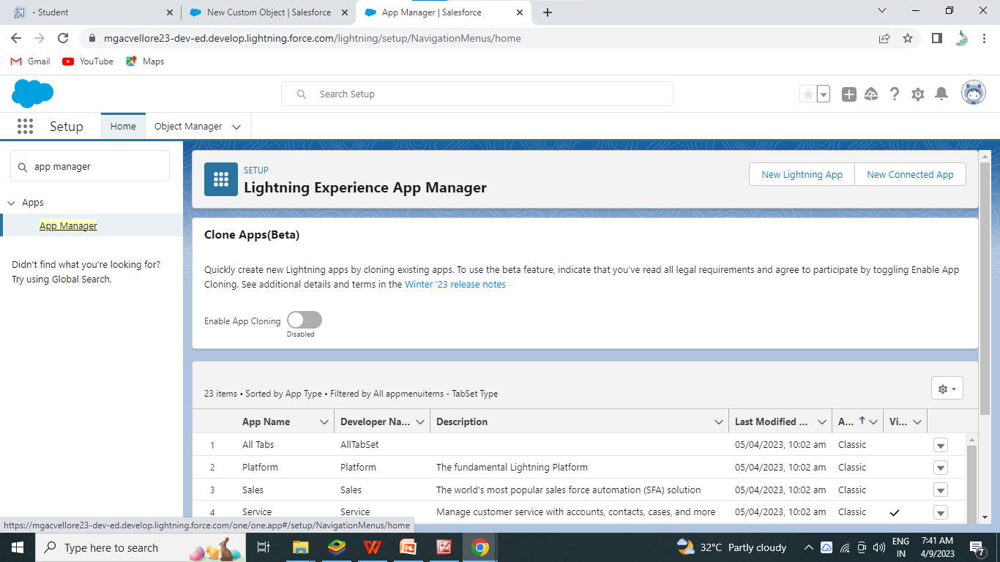 - Student
New Custom Object | Salesforce
App Manager | Salesforce
mgacvellore23-dev-ed.develop.lightning.force.com/lightning/setup/NavigationMenus/home
Gmail YouTube Maps
Search Setup
Setup Home Object Manager
app manager
Apps
App Manager
Didn't find what you're looking for?
Try using Global Search.
SETUP
Lightning Experience App Manager
New Lightning App New Connected App
Clone Apps(Beta)
Quickly create new Lightning apps by cloning existing apps. To use the beta feature, indicate that you've read all legal requirements and agree to participate by toggling Enable App
Cloning. See additional details and terms in the Winter '23 release notes
Enable App Cloning
Disabled
23 items • Sorted by App Type • Filtered by All appmenuitems - TabSet Type
App Name Developer Na... Description Last Modified ... A... Vi...
1 All Tabs AllTabSet 05/04/2023, 10:02 am Classic
2 Platform Platform The fundamental Lightning Platform 05/04/2023, 10:02 am Classic
3 Sales Sales The world's most popular sales force automation (SFA) solution 05/04/2023, 10:02 am Classic
4 Service Service Manage customer service with accounts, contacts, cases, and more 05/04/2023, 10:02 am Classic
https://mgacvellore23-dev-ed.develop.lightning.force.com/one/one.app#/setup/NavigationMenus/home
Type here to search
32°C Partly cloudy
ENG
IN
7:41 AM
4/9/2023
7